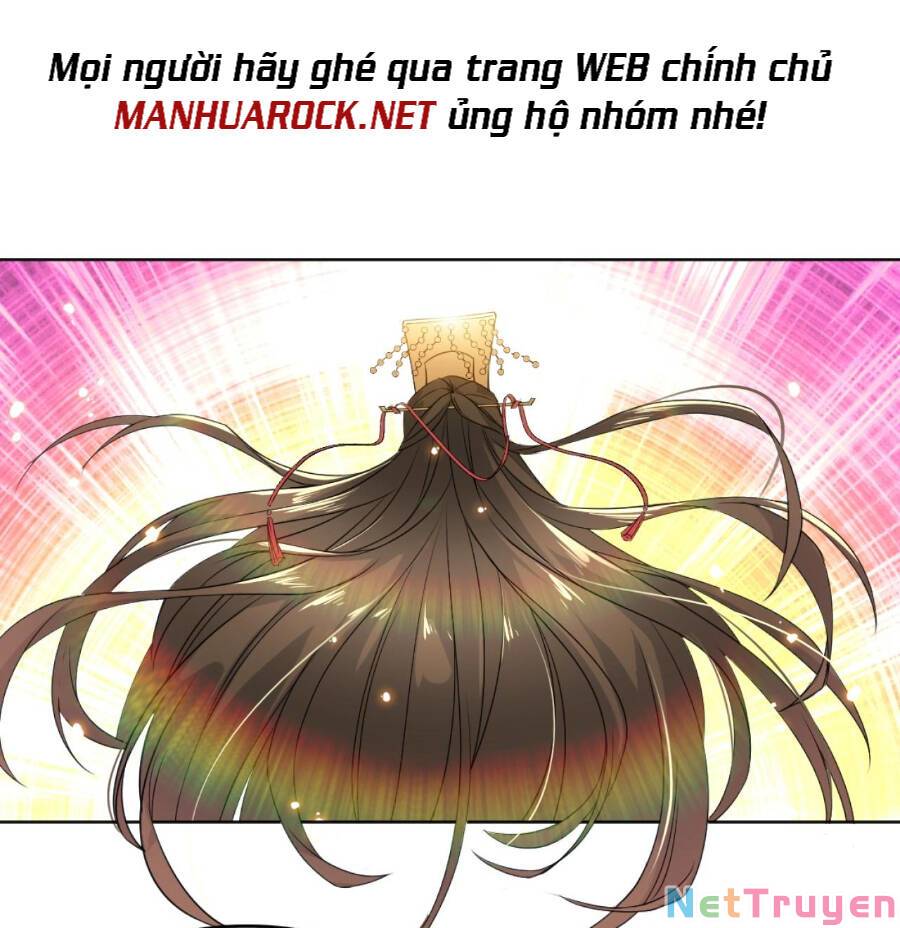 Mọi người hãy ghé qua trang WEB chính chủ
MANHUAROCK.NET ủng hộ nhóm nhé!
NetTruyen